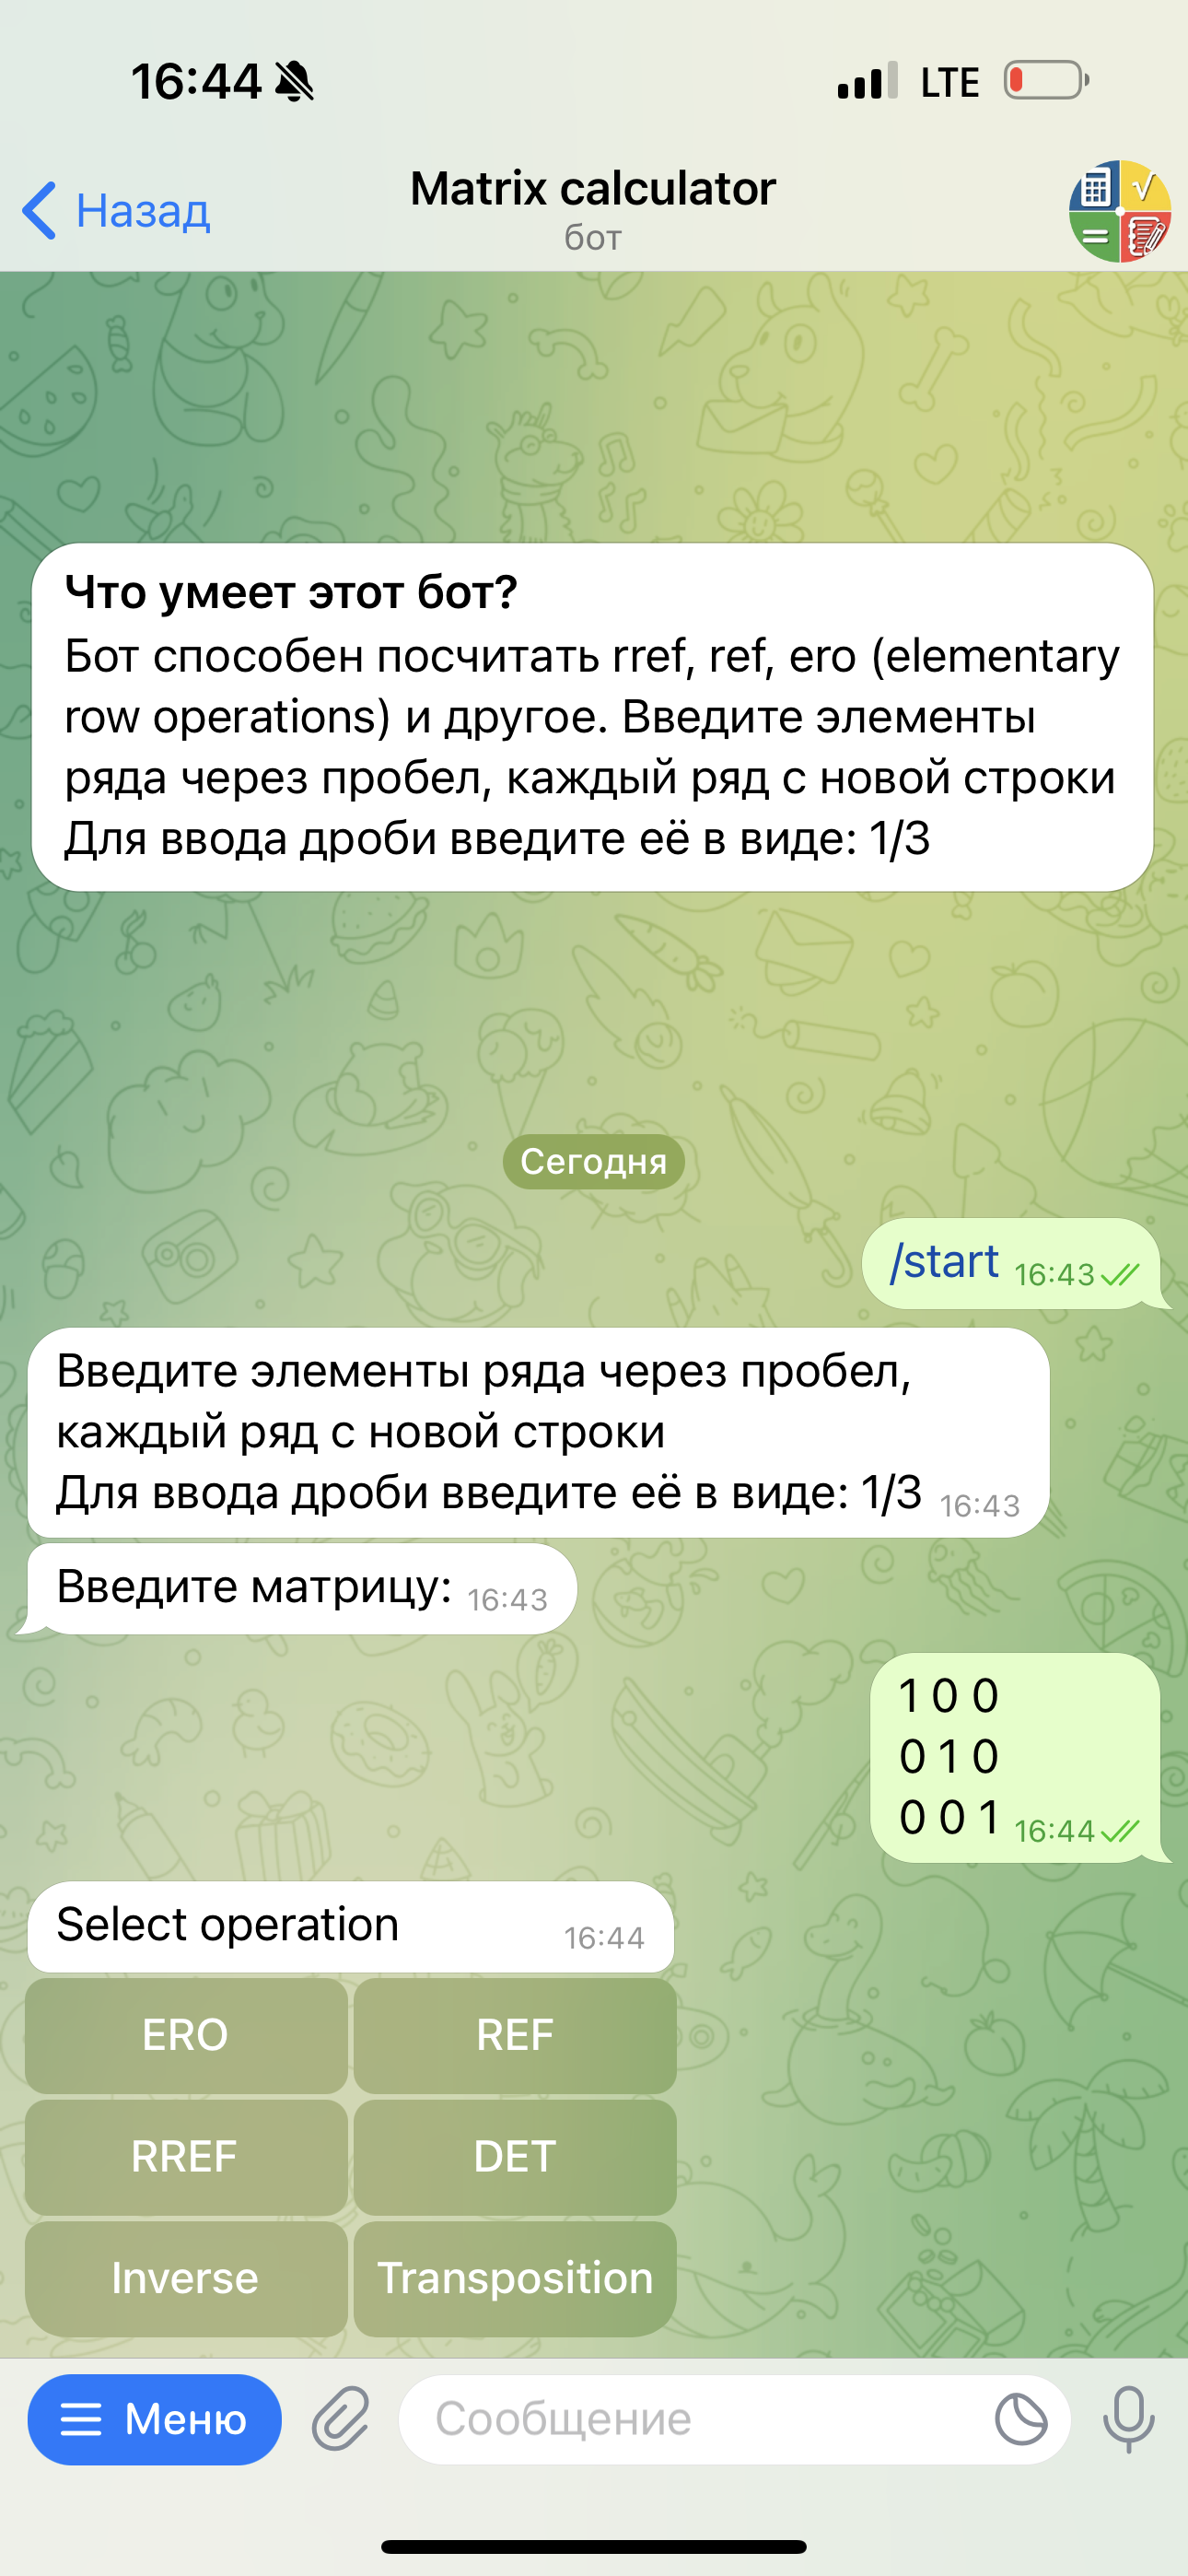 16:44
LTE
Назад
Matrix calculator
бот
Что умеет этот бот?
Бот способен посчитать rref, ref, ero (elementary
row operations) и другое. Введите элементы
ряда через пробел, каждый ряд с новой строки
Для ввода дроби введите её в виде: 1/3
Сегодня
/start 16:43
Введите элементы ряда через пробел,
каждый ряд с новой строки
Для ввода дроби введите её в виде: 1/3 16:43
Введите матрицу: 16:43
1 0 0
0 1 0
0 0 1 16:44
Select operation 16:44
ERO REF
RREF DET
Inverse Transposition
Меню Сообщение